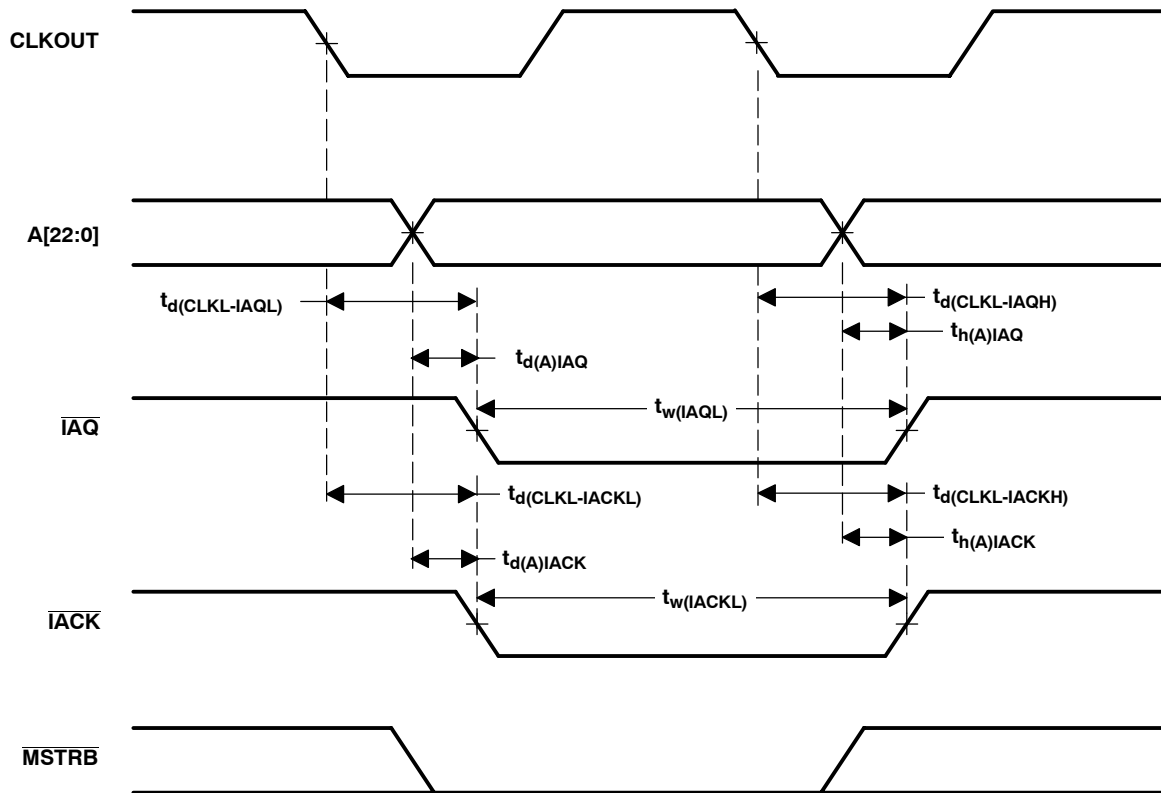 CLKOUT
A[22:0]
td(CLKL-IAQL)
td(CLKL-IAQH)
th(A)IAQ
td(A)IAQ
tw(IAQL)
IAQ
td(CLKL-IACKL)
td(CLKL-IACKH)
th(A)IACK
td(A)IACK
tw(IACKL)
IACK
MSTRB